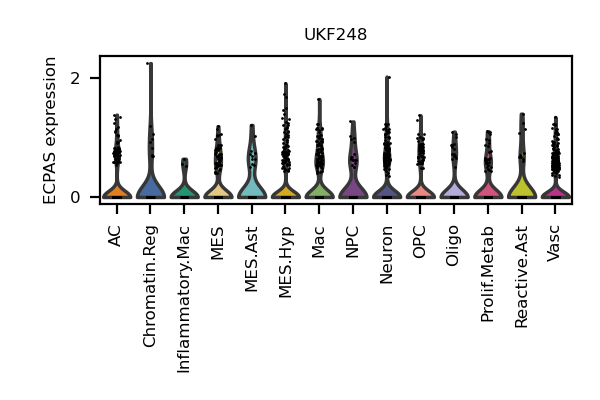 UKF248
ECPAS expression
2
0
AC
Chromatin.Reg
Inflammatory.Mac
MES
MES.Ast
MES.Hyp
Mac
NPC
Neuron
OPC
Oligo
Prolif.Metab
Reactive.Ast
Vasc